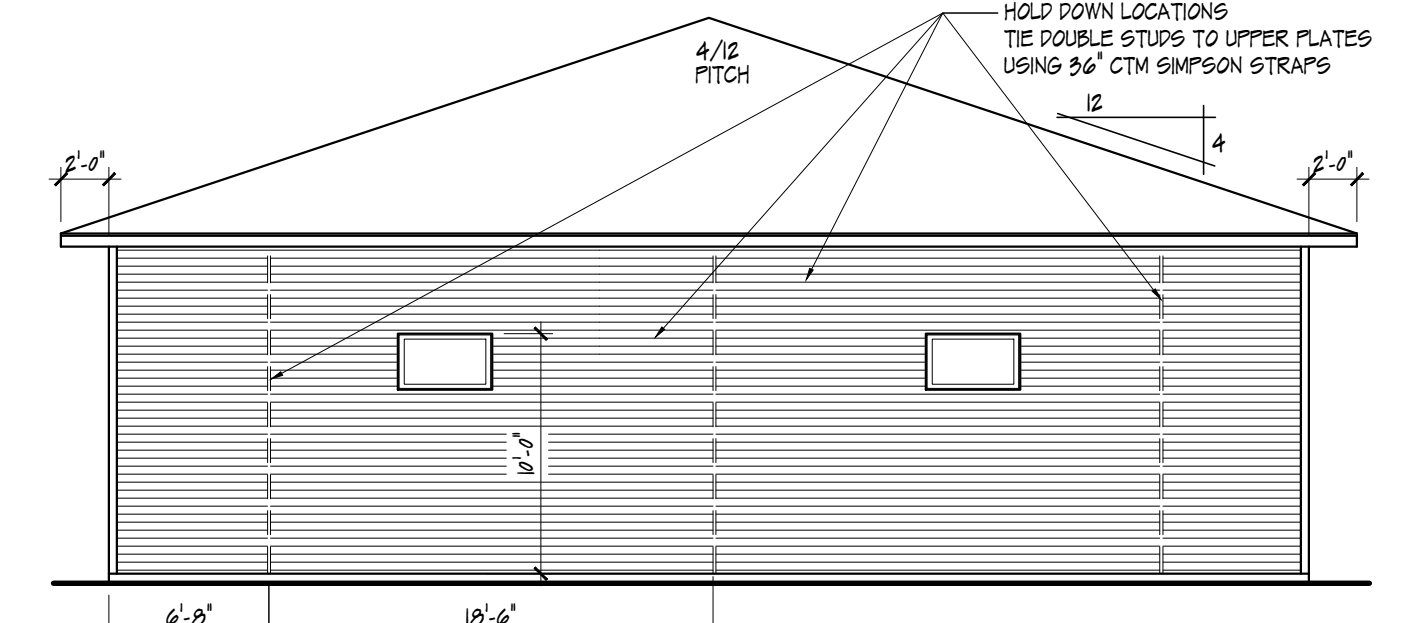 HOLD DOWN LOCATIONS
TIE DOUBLE STUDS TO UPPER PLATES
USING 36" CTM SIMPSON STRAPS
4/12
PITCH
12
4
2'-0"
2'-0"
10'-0"
6'-8"
18'-6"